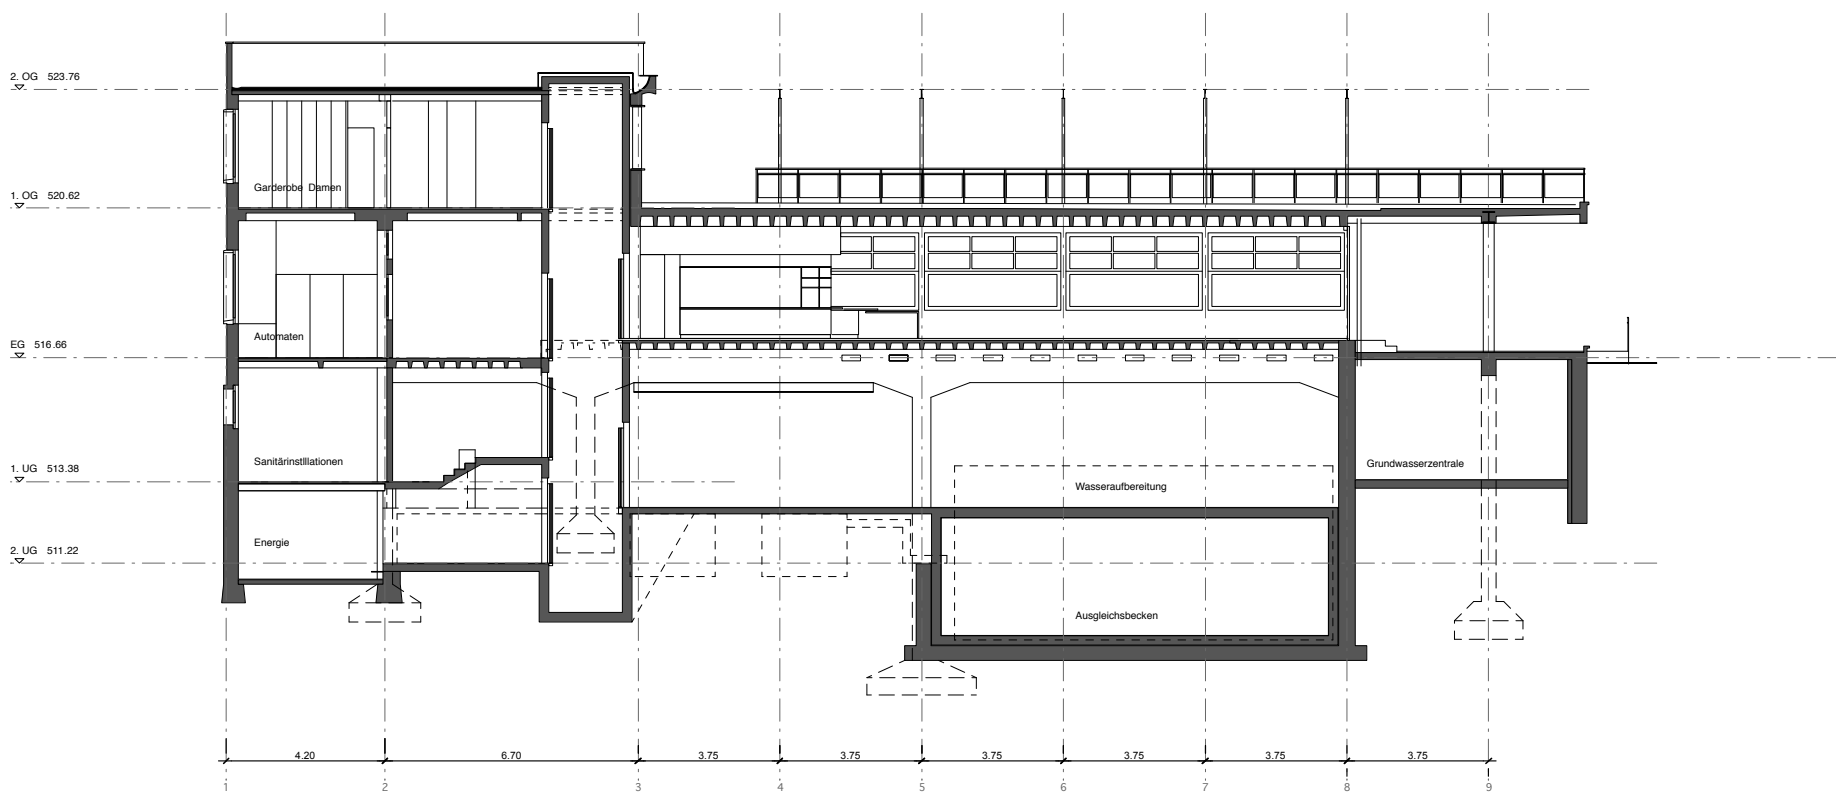 2. OG 523.76
Garderobe Damen
1. OG 520.62
Automaten
EG 516.66
Sanitärinstlllationen
Grundwasserzentrale
1. UG 513.38
Wasseraufbereitung
Energie
2. UG 511.22
Ausgleichsbecken
4.20 6.70 3.75 3.75 3.75 3.75 3.75 3.75
1 2 3 4 5 6 7 8 9